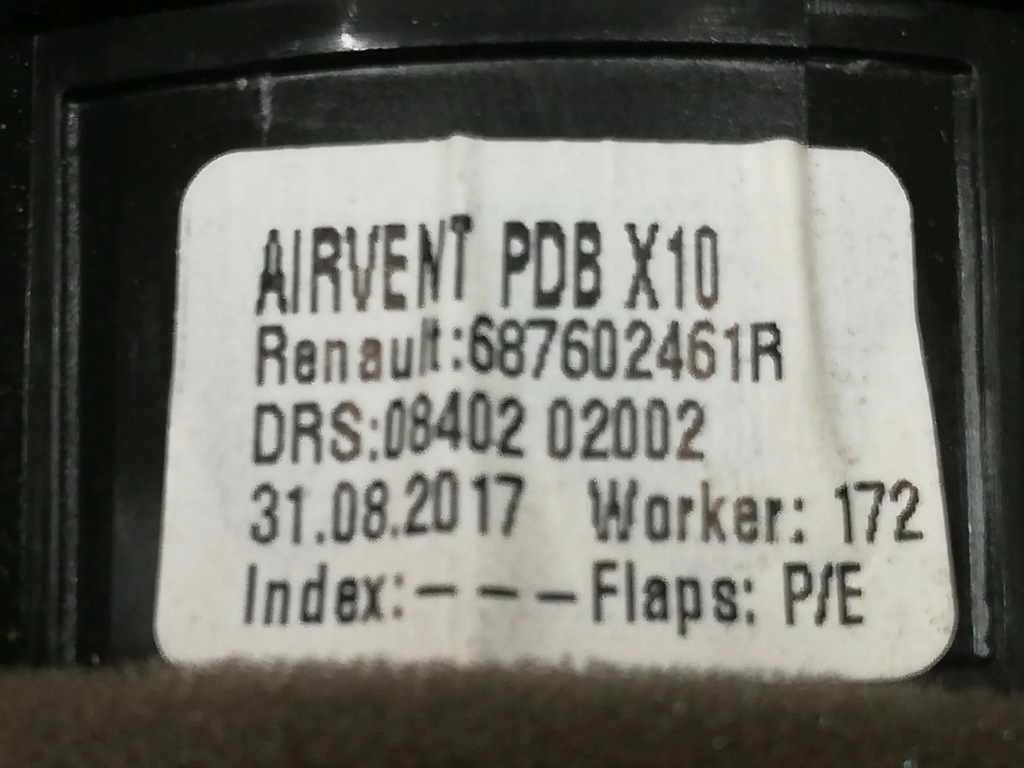 AIRVENT PDB X10
Renault:687602461R
DRS:08402 02002
31.08.2017 Worker: 172
Index:---Flaps: P/E